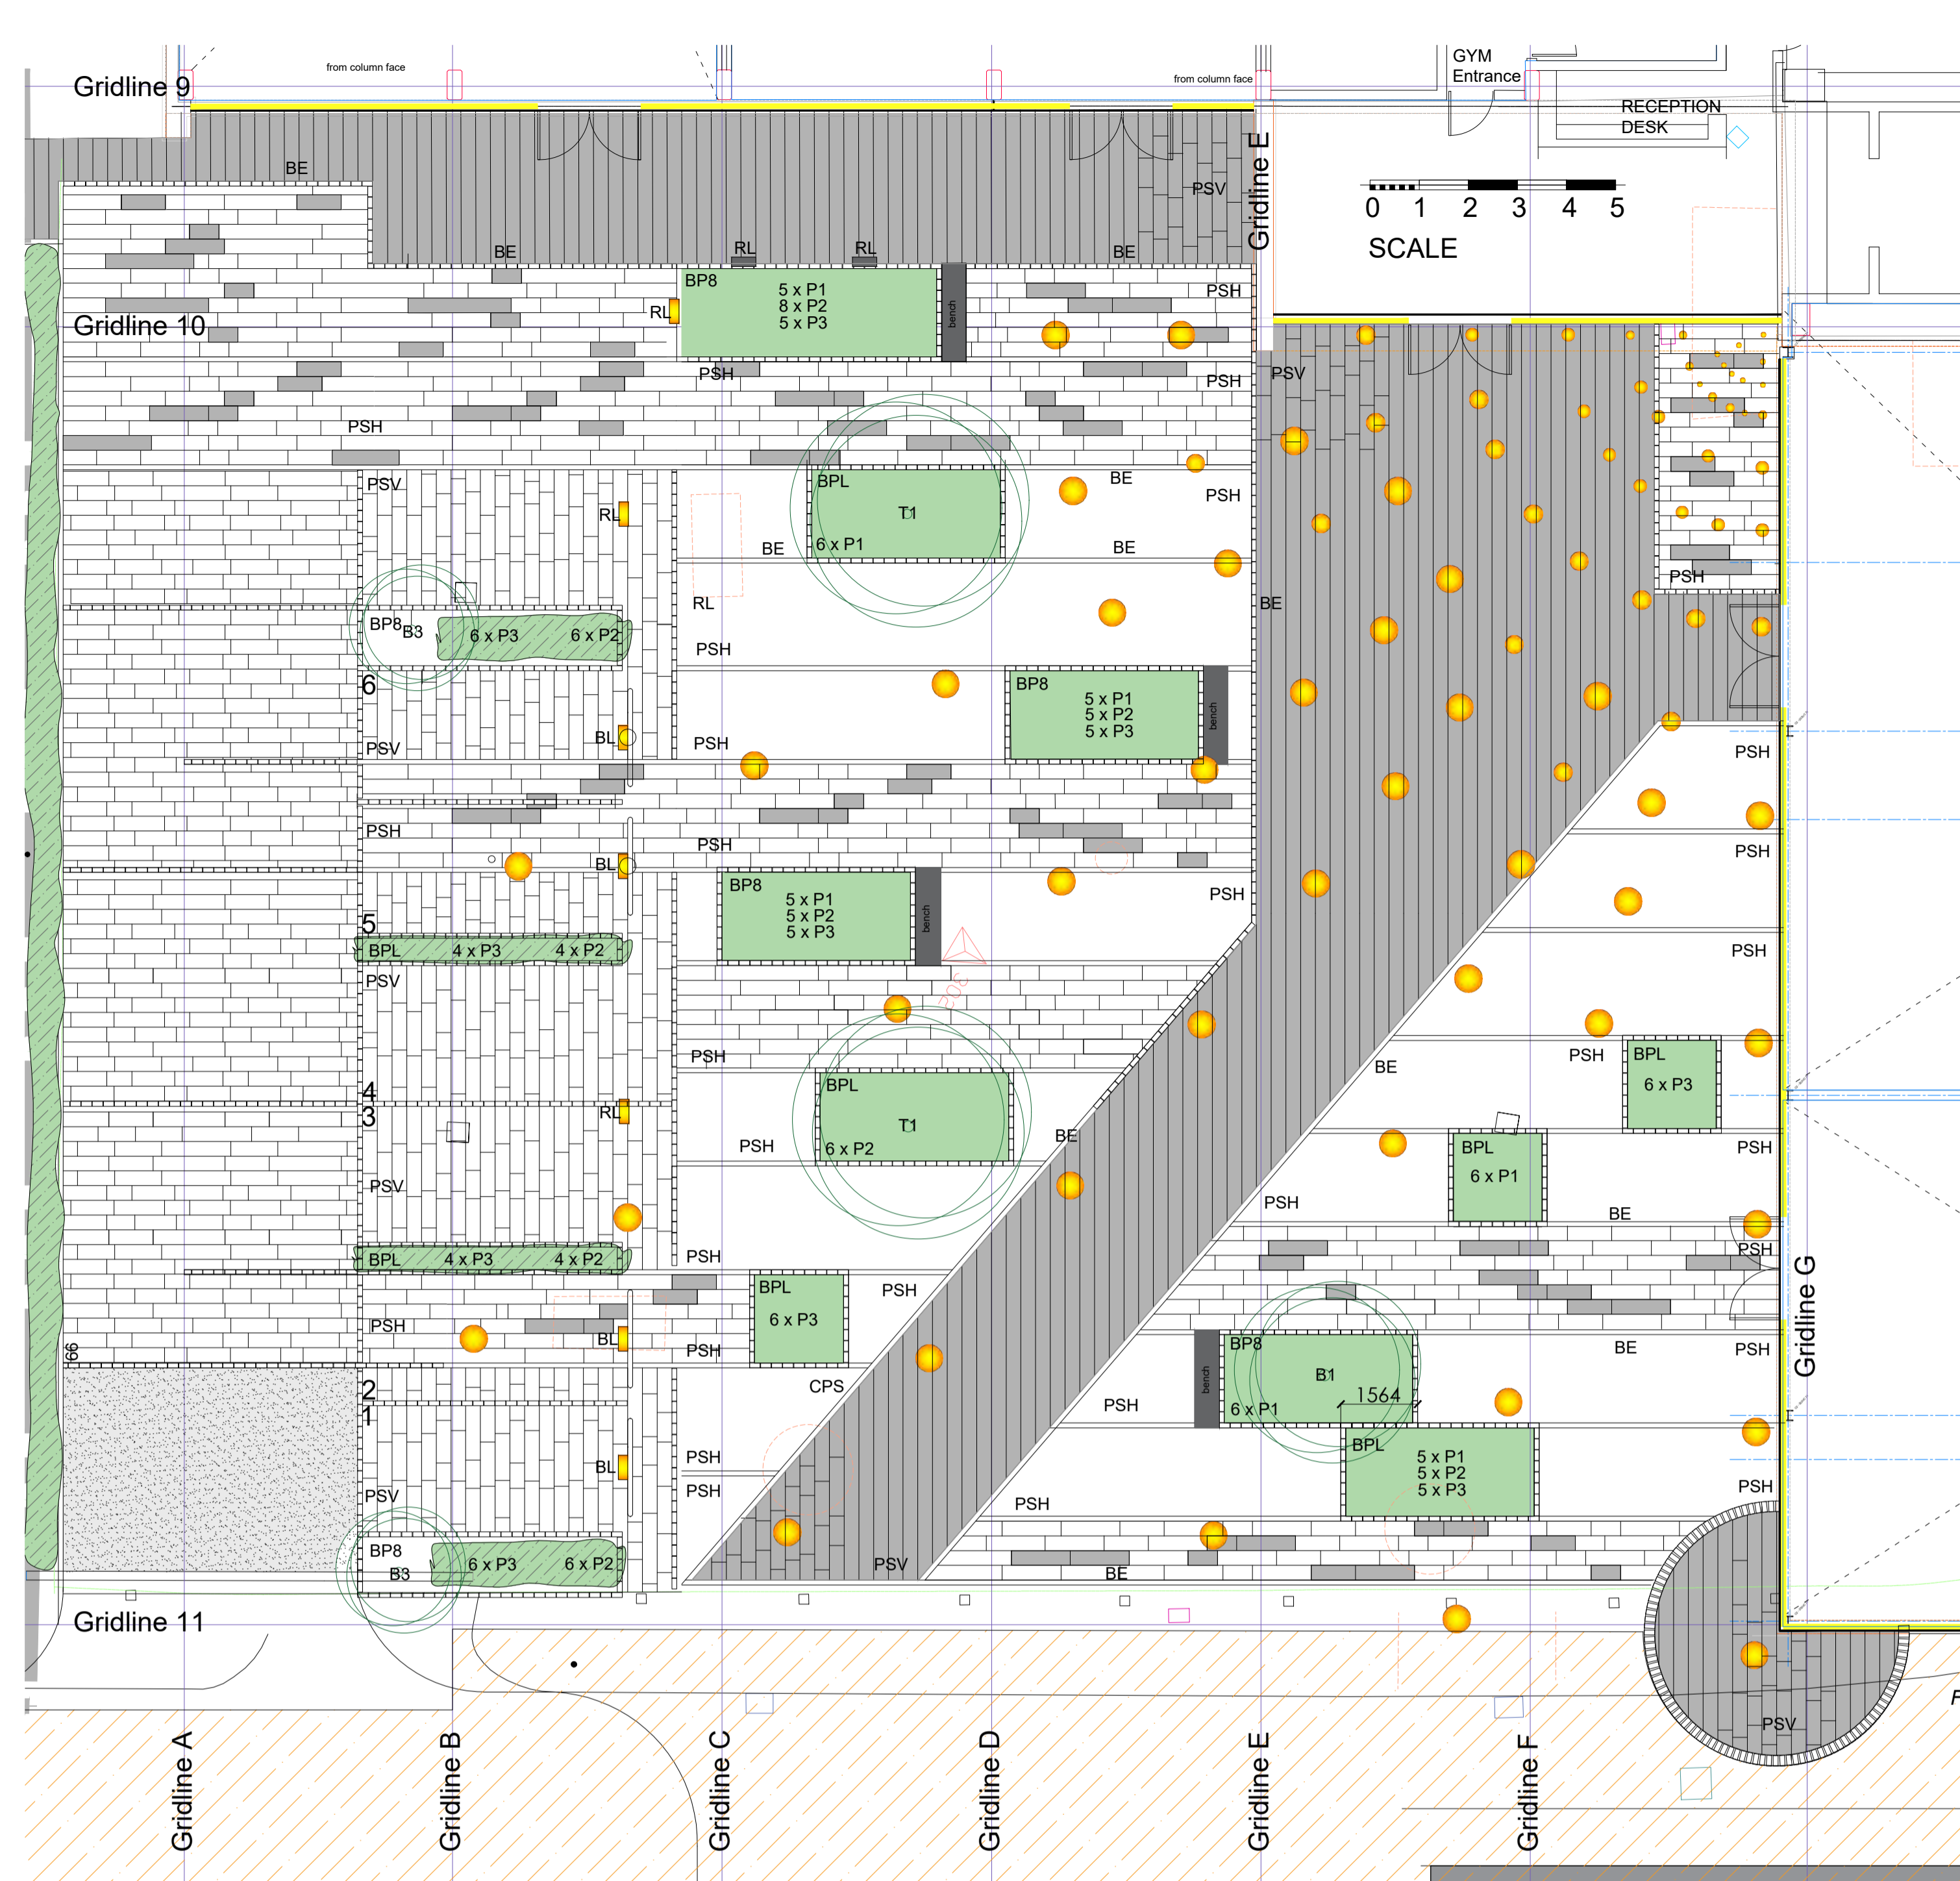 GYM
Entrance
from column face
from column face
Gridline 9
RECEPTION
DESK
BE
PSV
Gridline E
0 1 2 3 4 5
SCALE
BE
RL
RL
BE
BP8
5 x P1
8 x P2
5 x P3
bench
PSH
RL
Gridline 10
PSH
PSH
PSV
PSH
PSV
BPL
T1
6 x P1
BE
PSH
RL
BE
BE
PSH
RL
BE
BP8
B3
6 x P3
6 x P2
PSH
6
BP8
5 x P1
5 x P2
5 x P3
bench
PSV
BL
PSH
PSH
PSH
PSH
PSH
BL
BP8
5 x P1
5 x P2
5 x P3
bench
PSH
5
BPL
4 x P3
4 x P2
PSH
PSV
305
PSH
PSH
BE
BPL
6 x P3
4
3
RL
BPL
T1
6 x P2
BE
PSH
BPL
6 x P1
PSH
PSV
PSH
BE
BPL
4 x P3
4 x P2
PSH
PSH
Gridline G
BPL
6 x P3
PSH
PSH
BL
PSH
BP8
B1
6 x P1
bench
BE
PSH
99
2
1
CPS
1564
PSH
PSH
BPL
5 x P1
5 x P2
5 x P3
BL
PSV
PSH
PSH
PSH
BP8
B3
6 x P3
6 x P2
PSV
BE
Gridline 11
PSV
Gridline A
Gridline B
Gridline C
Gridline D
Gridline E
Gridline F